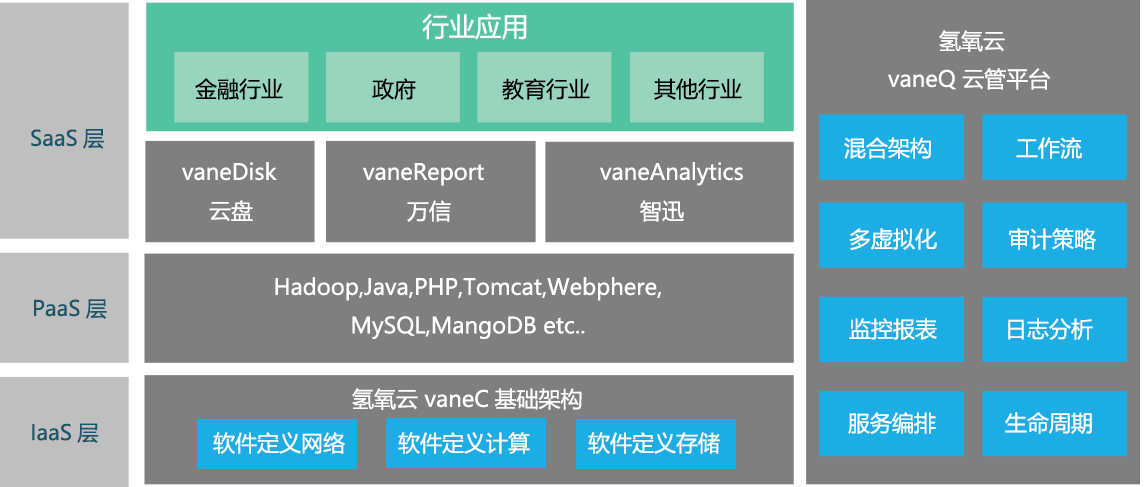 SaaS 层
行业应用
金融行业
政府
教育行业
其他行业
vaneDisk
云盘
vaneReport
万信
vaneAnalytics
智迅
PaaS 层
Hadoop,Java,PHP,Tomcat,Webphere,
MySQL,MangoDB etc..
IaaS 层
氢氧云 vaneC 基础架构
软件定义网络
软件定义计算
软件定义存储
氢氧云
vaneQ 云管平台
混合架构
工作流
多虚拟化
审计策略
监控报表
日志分析
服务编排
生命周期